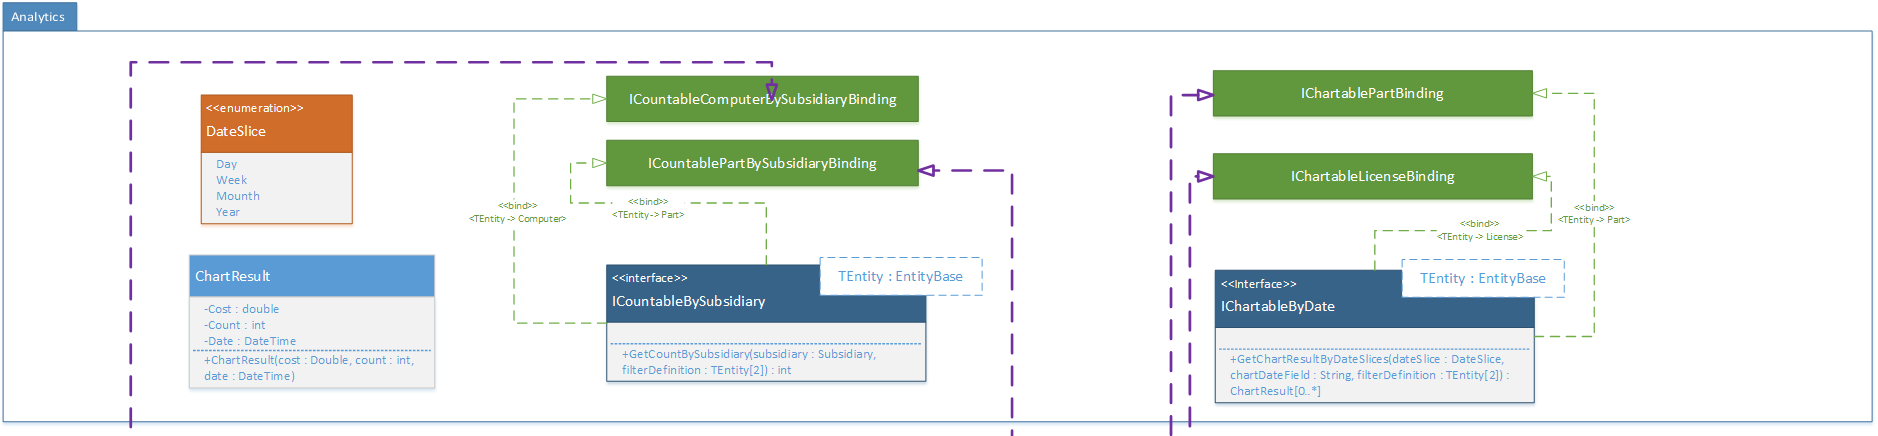 Analytics
<<enumeration>>
DateSlice
Day
Week
Mounth
Year
ChartResult
-Cost : double
-Count : int
-Date : DateTime
+ChartResult(cost : Double, count : int,
date : DateTime)
ICountableComputerBySubsidiaryBinding
ICountablePartBySubsidiaryBinding
<<bind>>
<TEntity -> Computer>
<<bind>>
<TEntity -> Part>
<<interface>>
ICountableBySubsidiary
TEntity : EntityBase
+GetCountBySubsidiary(subsidiary : Subsidiary,
filterDefinition : TEntity[2]) : int
IChartablePartBinding
IChartableLicenseBinding
<<bind>>
<TEntity -> Part>
<<bind>>
<TEntity -> License>
<<Interface>>
IChartableByDate
TEntity : EntityBase
+GetChartResultByDateSlices(dateSlice : DateSlice,
chartDateField : String, filterDefinition : TEntity[2]) :
ChartResult[0..*]